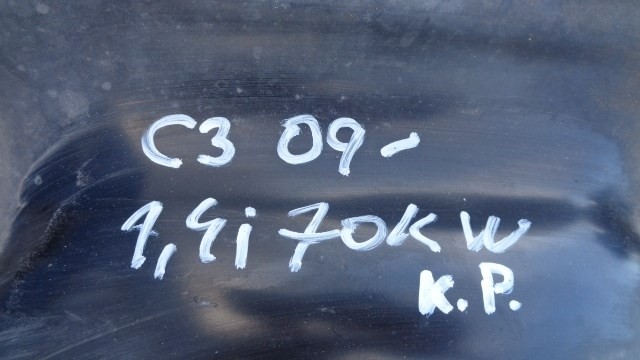 C3 09-
1,4i 70KW
K.P.